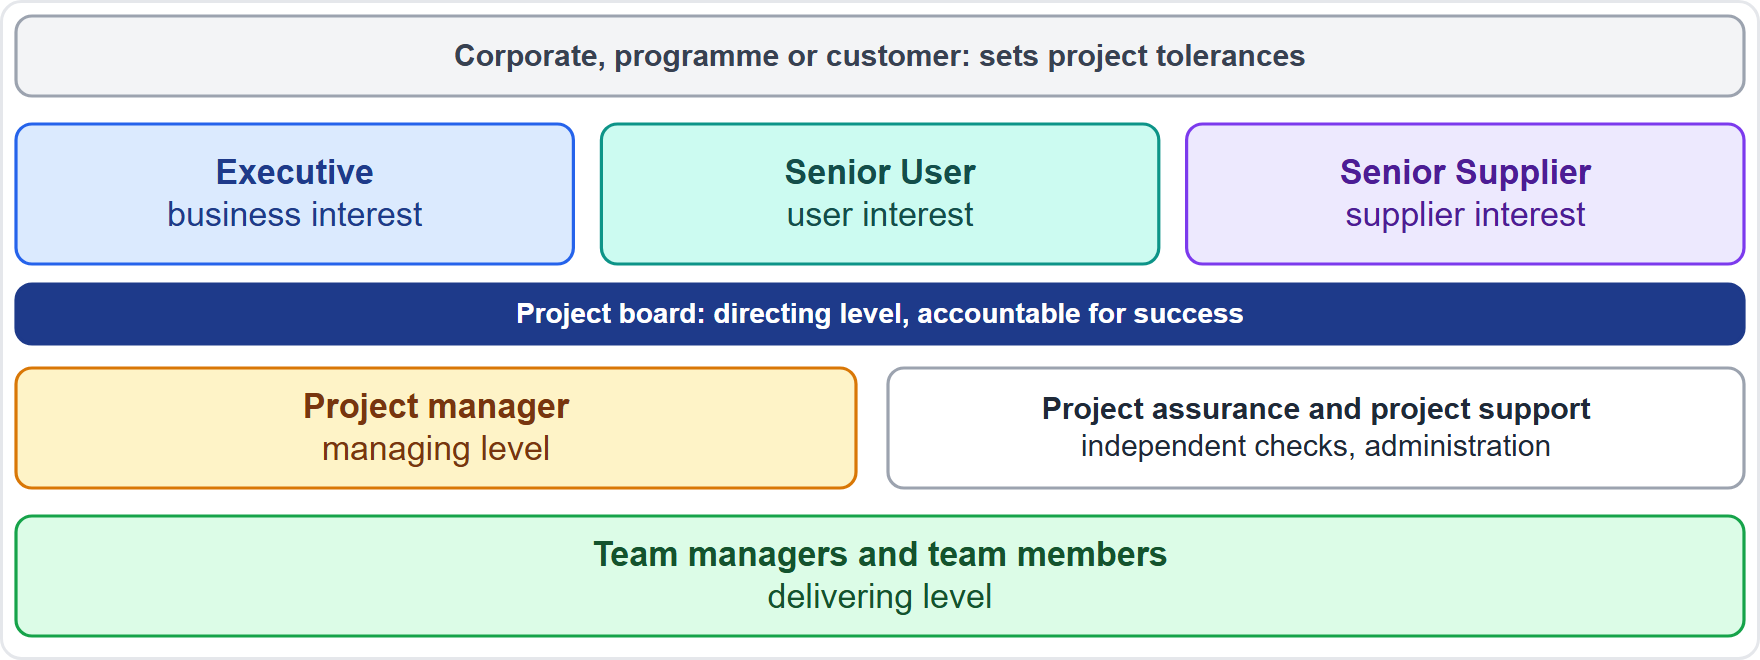 Corporate, programme or customer: sets project tolerances
Executive
business interest
Senior User
user interest
Senior Supplier
supplier interest
Project board: directing level, accountable for success
Project manager
managing level
Project assurance and project support
independent checks, administration
Team managers and team members
delivering level